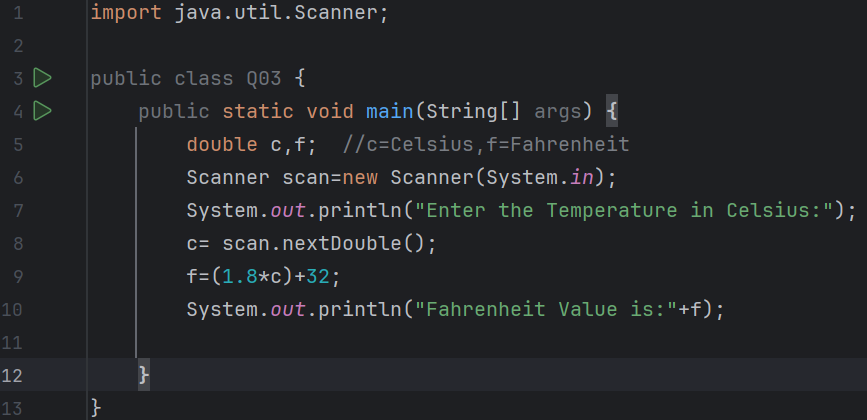 1 import java.util.Scanner;
2
3 public class Q03 {
4 public static void main(String[] args) {
5 double c,f;  //c=Celsius,f=Fahrenheit
6 Scanner scan=new Scanner(System.in);
7 System.out.println("Enter the Temperature in Celsius:");
8 c= scan.nextDouble();
9 f=(1.8*c)+32;
10 System.out.println("Fahrenheit Value is:"+f);
11
12 }
13 }